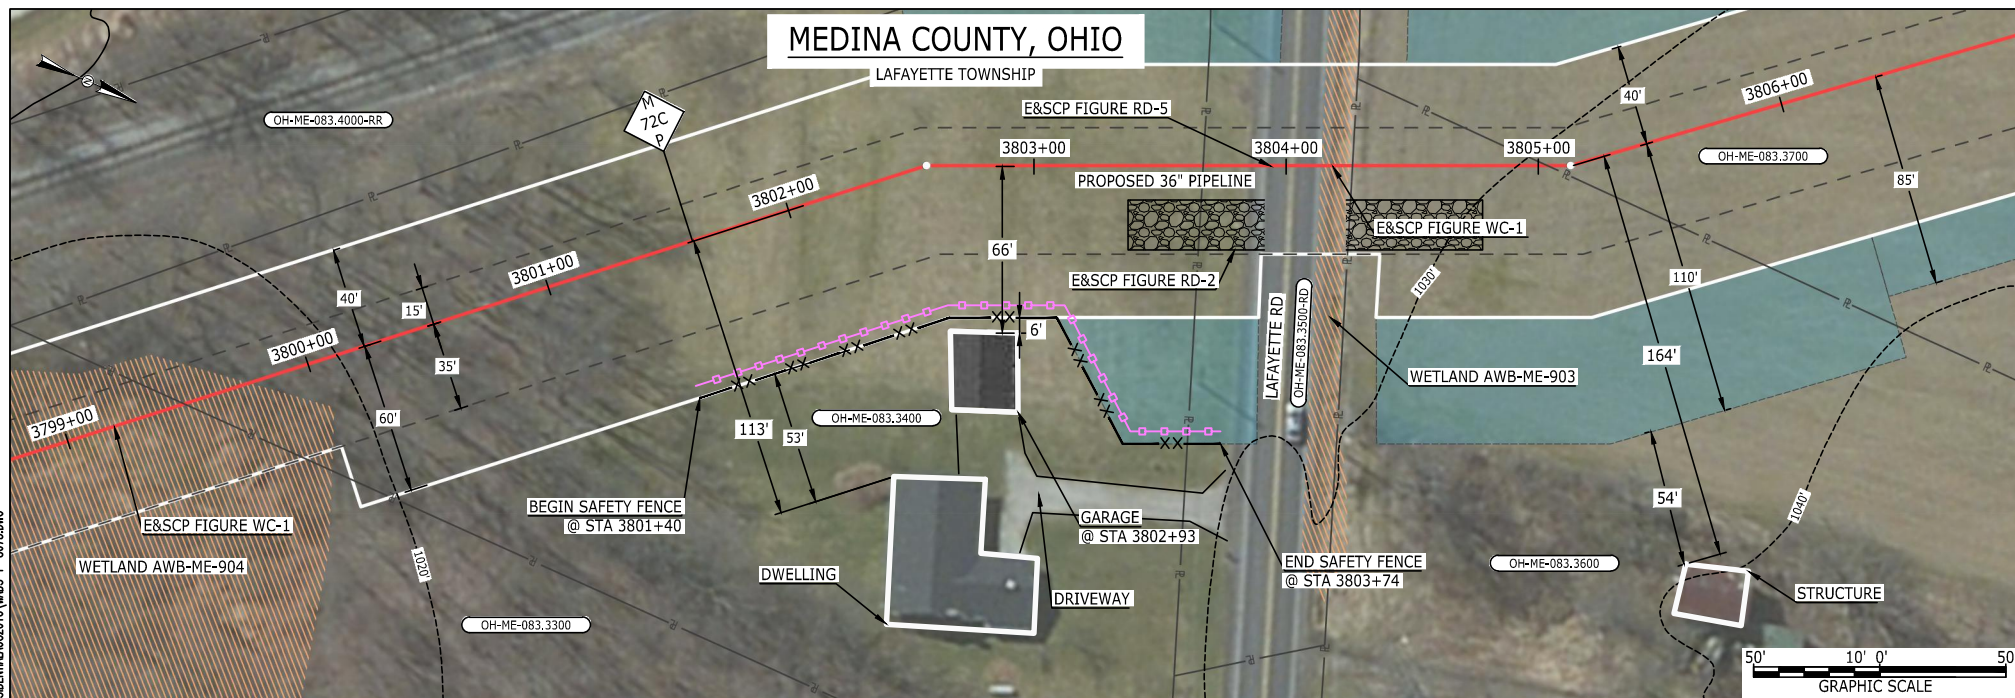 MEDINA COUNTY, OHIO
LAFAYETTE TOWNSHIP
N
OH-ME-083.4000-RR
M
72C
P
E&SCP FIGURE RD-5
40'
3806+00
3803+00
3804+00
3805+00
OH-ME-083.3700
PROPOSED 36" PIPELINE
85'
3802+00
E&SCP FIGURE WC-1
66'
3801+00
E&SCP FIGURE RD-2
1030'
110'
40'
15'
6'
LAFAYETTE RD
OH-ME-083.3500-RD
3800+00
35'
164'
WETLAND AWB-ME-903
3799+00
60'
OH-ME-083.3400
113'
53'
54'
1040'
BEGIN SAFETY FENCE
@ STA 3801+40
GARAGE
@ STA 3802+93
E&SCP FIGURE WC-1
WETLAND AWB-ME-904
1020'
DWELLING
END SAFETY FENCE
@ STA 3803+74
OH-ME-083.3600
DRIVEWAY
STRUCTURE
OH-ME-083.3300
50' 10' 0' 50'
GRAPHIC SCALE